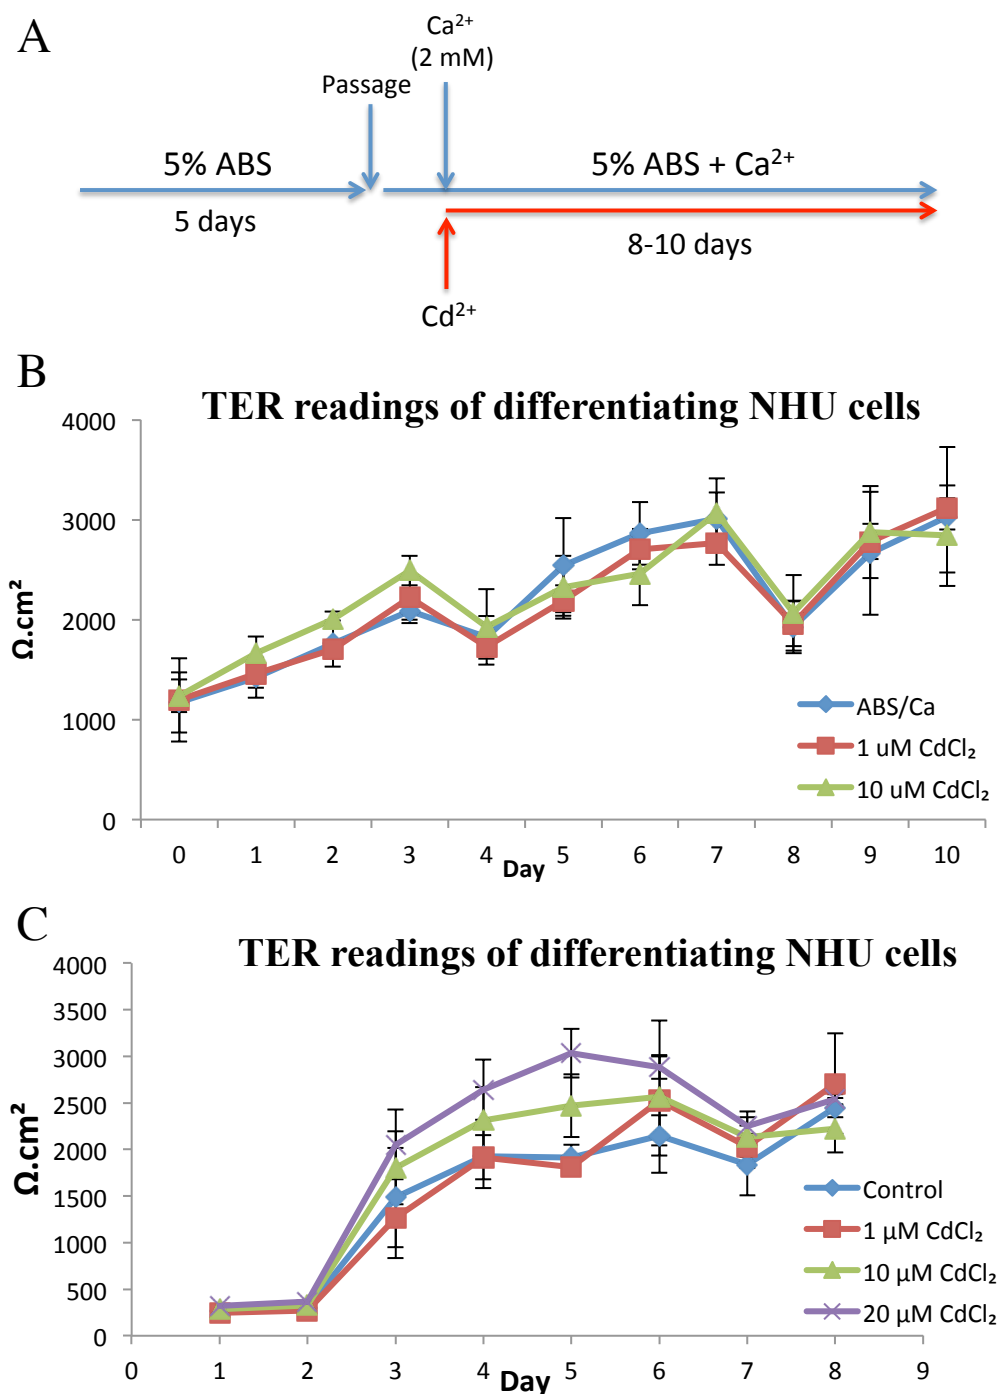 A
Ca²⁺
(2 mM)
Passage
5% ABS
5% ABS + Ca²⁺
5 days
8-10 days
Cd²⁺
B
TER readings of differentiating NHU cells
4000
3000
2000
1000
0
Ω.cm²
ABS/Ca
1 uM CdCl₂
10 uM CdCl₂
0 1 2 3 4 5 6 7 8 9 10
Day
C
TER readings of differentiating NHU cells
4000
3500
3000
2500
2000
1500
1000
500
0
Ω.cm²
Control
1 μM CdCl₂
10 μM CdCl₂
20 μM CdCl₂
0 1 2 3 4 5 6 7 8 9
Day